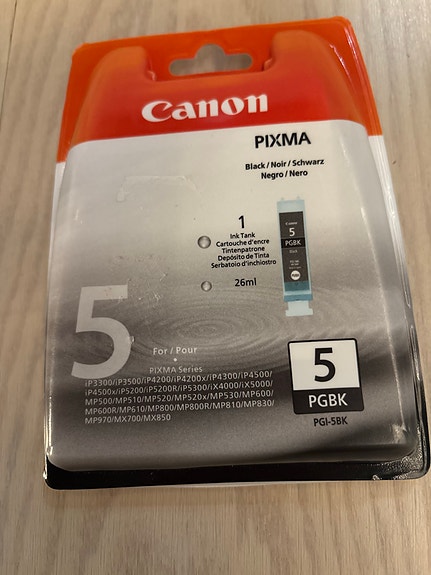 Canon
PIXMA
Black / Noir / Schwarz
Negro / Nero
1
Ink Tank
Cartouche d'encre
Tintenpatrone
Depósito de Tinta
Serbatoio d'inchiostro
26ml
5
PGBK
5
For / Pour
PIXMA Series
iP3300/iP3500/iP4200/iP4200x/iP4300/iP4500/
iP4500x/iP5200/iP5200R/iP5300/iX4000/iX5000/
MP500/MP510/MP520/MP520x/MP530/MP600/
MP600R/MP610/MP800/MP800R/MP810/MP830/
MP970/MX700/MX850
5
PGBK
PGI-5BK